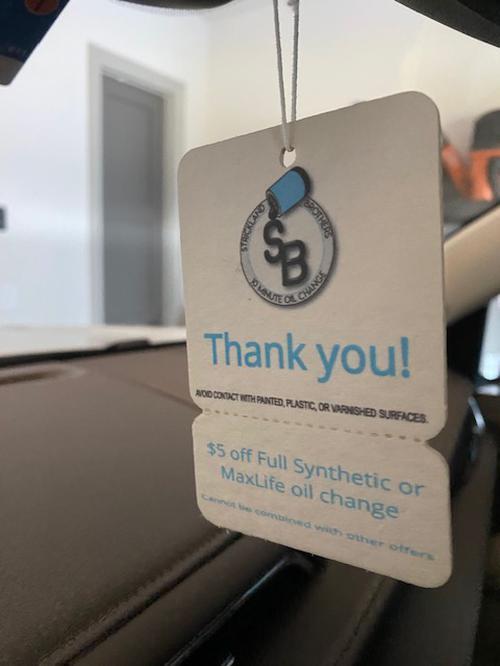 STRICKLAND BROTHERS
SB
10 MINUTE OIL CHANGE
Thank you!
AVOID CONTACT WITH PAINTED, PLASTIC, OR VARNISHED SURFACES.
$5 off Full Synthetic or
MaxLife oil change
Cannot be combined with other offers